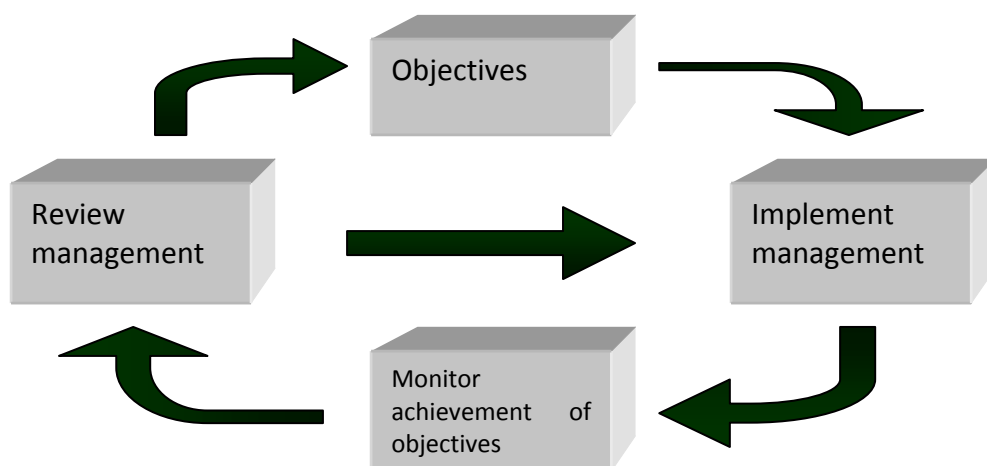 Objectives
Review
management
Implement
management
Monitor
achievement of
objectives